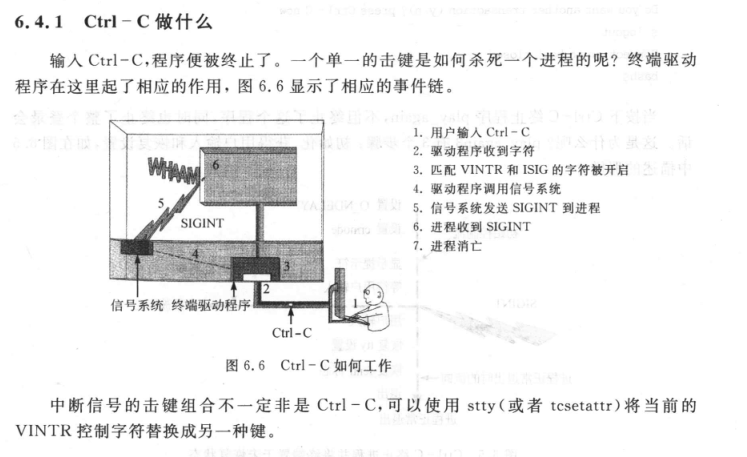 6.4.1 Ctrl-C 做什么
输入 Ctrl-C,程序便被终止了。一个单一的击键是如何杀死一个进程的呢? 终端驱动
程序在这里起了相应的作用,图 6.6 显示了相应的事件链。
WHAAM
6
5
SIGINT
4
3
2
1
信号系统 终端驱动程序
Ctrl-C
1. 用户输入 Ctrl-C
2. 驱动程序收到字符
3. 匹配 VINTR 和 ISIG 的字符被开启
4. 驱动程序调用信号系统
5. 信号系统发送 SIGINT 到进程
6. 进程收到 SIGINT
7. 进程消亡
图 6.6 Ctrl-C 如何工作
中断信号的击键组合不一定非是 Ctrl-C,可以使用 stty(或者 tcsetattr)将当前的
VINTR 控制字符替换成另一种键。